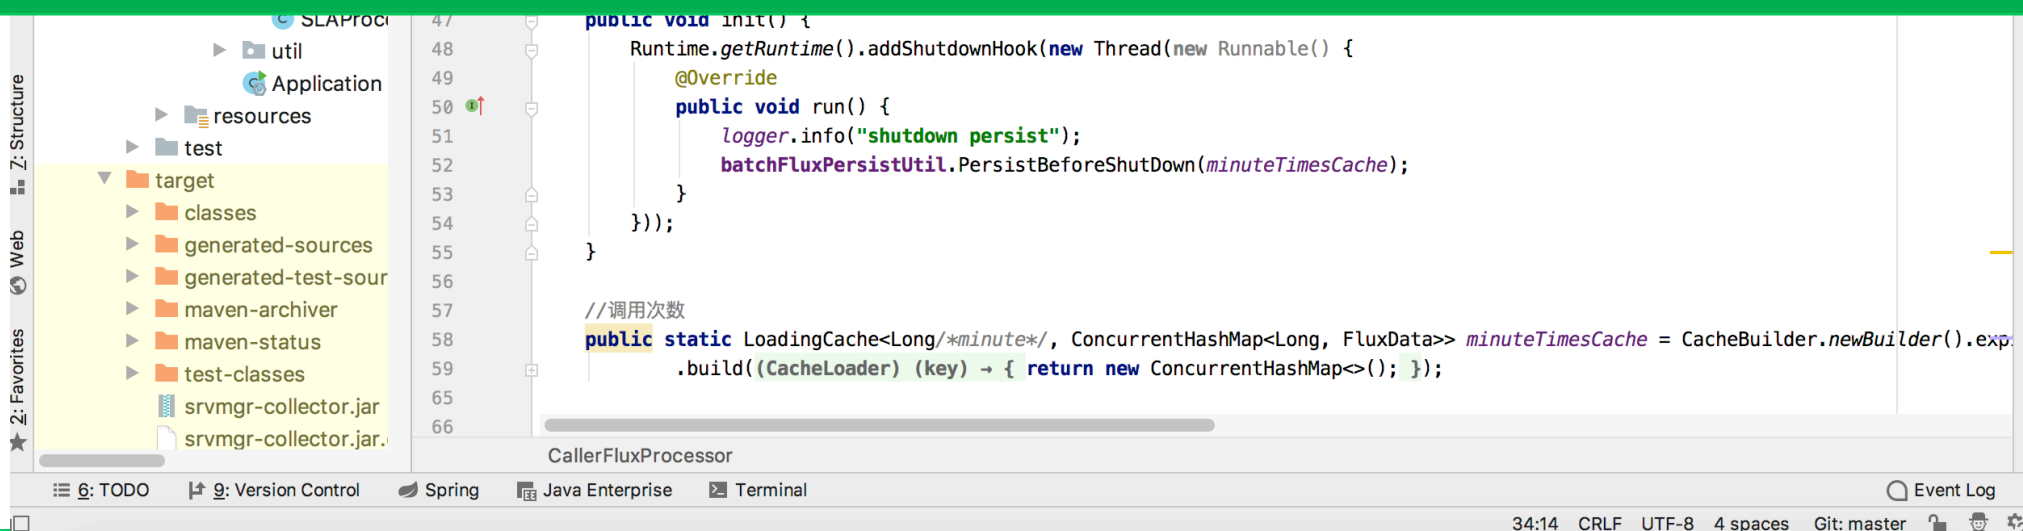 SLAProc
util
Application
resources
test
target
classes
generated-sources
generated-test-sour
maven-archiver
maven-status
test-classes
srvmgr-collector.jar
srvmgr-collector.jar.
Z: Structure
Web
2: Favorites
47 public void init() {
48 Runtime.getRuntime().addShutdownHook(new Thread(new Runnable() {
49 @Override
50 public void run() {
51 logger.info("shutdown persist");
52 batchFluxPersistUtil.PersistBeforeShutDown(minuteTimesCache);
53 }
54 }));
55 }
56
57 //调用次数
58 public static LoadingCache<Long/*minute*/, ConcurrentHashMap<Long, FluxData>> minuteTimesCache = CacheBuilder.newBuilder().exp
59 .build((CacheLoader) (key) → { return new ConcurrentHashMap<>(); });
65
66
CallerFluxProcessor
6: TODO 9: Version Control Spring Java Enterprise Terminal Event Log
34:14 CRLF UTF-8 4 spaces Git: master